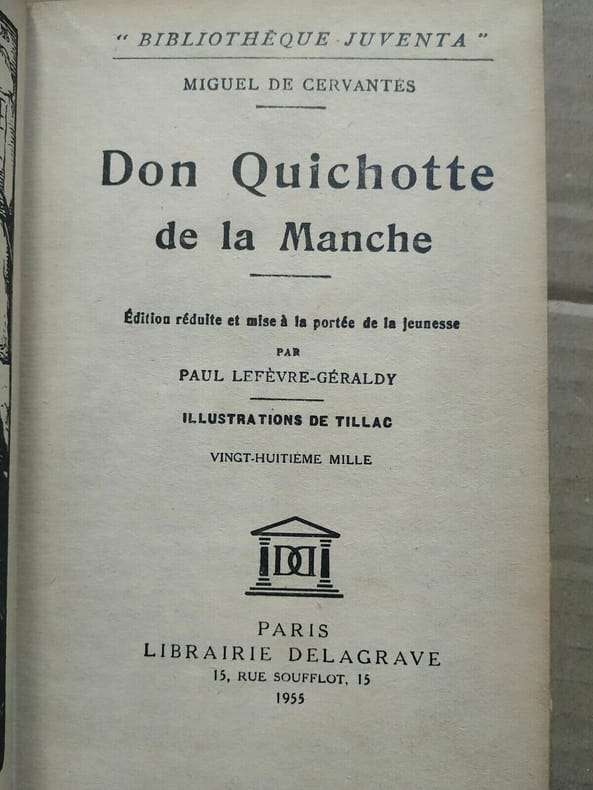 “ BIBLIOTHÈQUE JUVENTA ”
MIGUEL DE CERVANTÈS
Don Quichotte
de la Manche
Édition réduite et mise à la portée de la jeunesse
PAR
PAUL LEFÈVRE-GÉRALDY
ILLUSTRATIONS DE TILLAC
VINGT-HUITIÈME MILLE
DD
PARIS
LIBRAIRIE DELAGRAVE
15, RUE SOUFFLOT, 15
1955